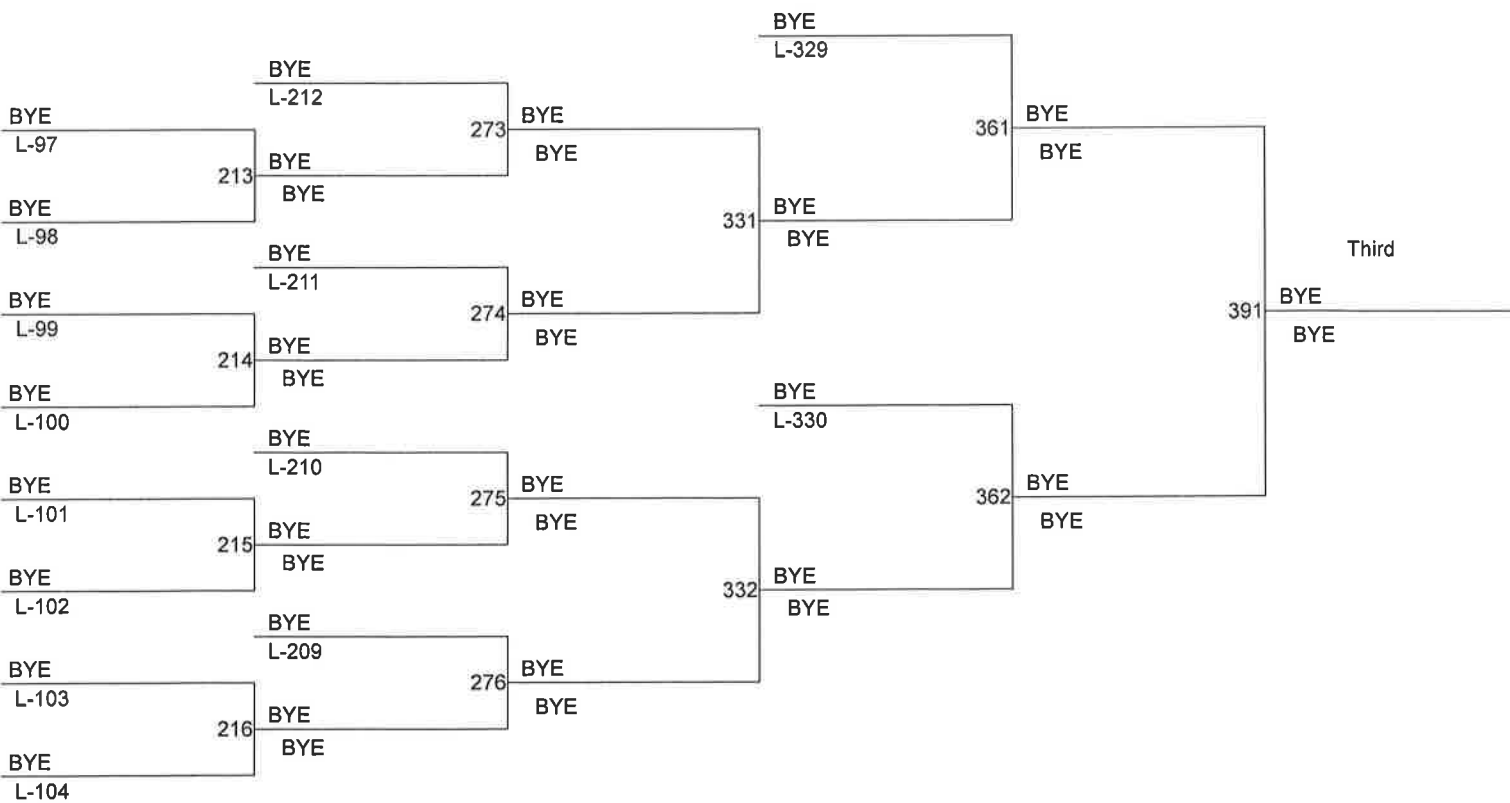 BYE
L-329
BYE
L-212
BYE
L-97
273
BYE
BYE
361
BYE
BYE
213
BYE
BYE
BYE
L-98
331
BYE
BYE
Third
BYE
L-211
BYE
L-99
274
BYE
BYE
391
BYE
BYE
214
BYE
BYE
BYE
L-100
BYE
L-330
BYE
L-210
BYE
L-101
275
BYE
BYE
362
BYE
BYE
215
BYE
BYE
BYE
L-102
332
BYE
BYE
BYE
L-209
BYE
L-103
276
BYE
BYE
216
BYE
BYE
BYE
L-104